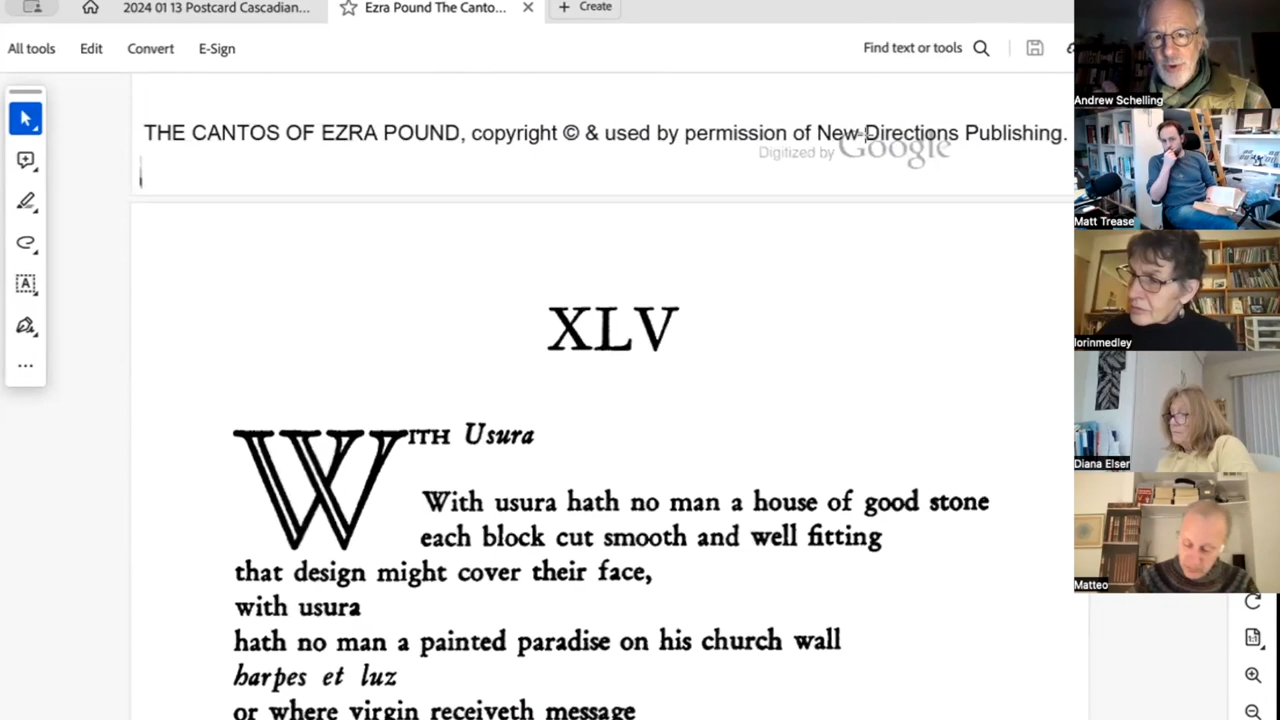 2024 01 13 Postcard Cascadian...
Ezra Pound The Canto...
Create
All tools
Edit
Convert
E-Sign
Find text or tools
THE CANTOS OF EZRA POUND, copyright © & used by permission of New Directions Publishing.
Digitized by Google
XLV
WITH Usura
With usura hath no man a house of good stone
each block cut smooth and well fitting
that design might cover their face,
with usura
hath no man a painted paradise on his church wall
harpes et luz
or where virgin receiveth message
Andrew Schelling
Matt Trease
lorinmedley
Diana Elser
Matteo